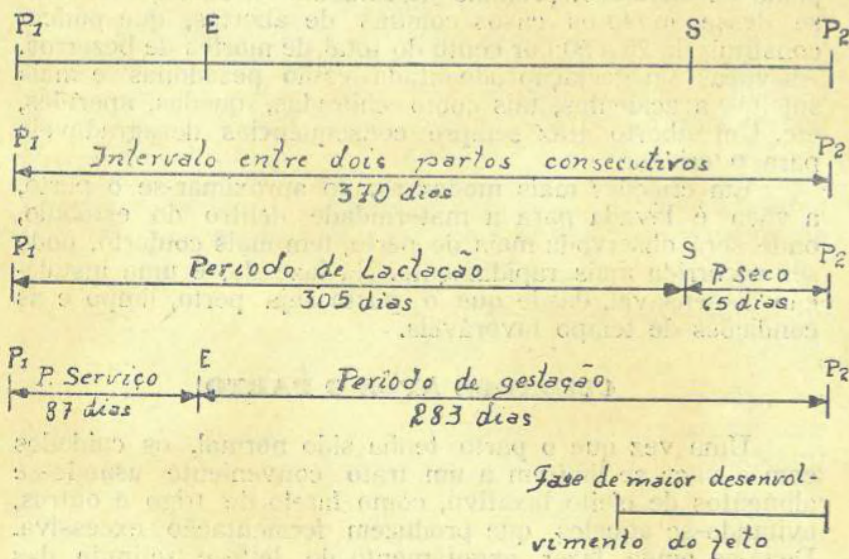 P1 E S P2
P1 Intervalo entre dois partos consecutivos P2
370 dias
P1 Período de Lactação S P. Seco P2
305 dias 65 dias
P1 P. Serviço E Período de gestação P2
87 dias 283 dias
Fase de maior desenvol
vimento do feto